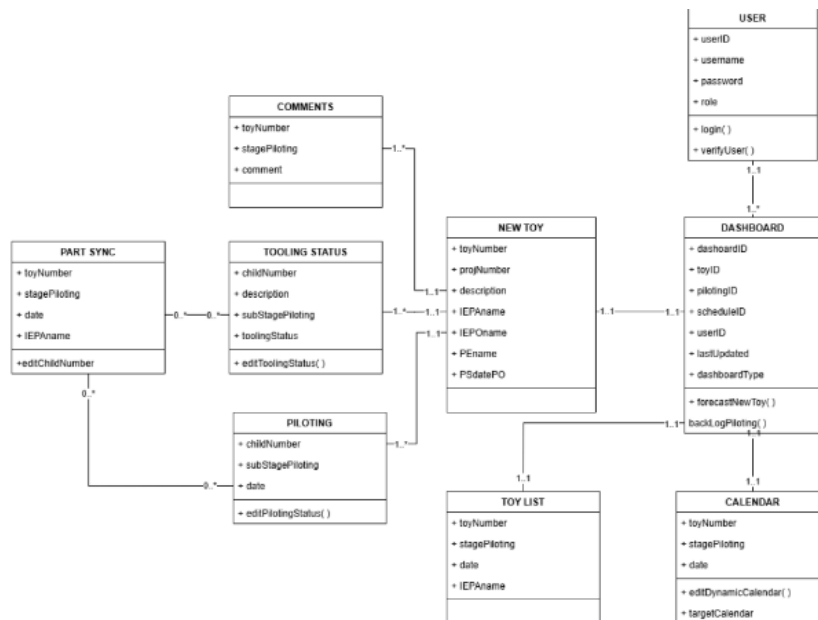 USER
+ userID
+ username
+ password
+ role
+ login( )
+ verifyUser( )
1..1
1..*
COMMENTS
+ toyNumber
+ stagePiloting
+ comment
1..*
PART SYNC
+ toyNumber
+ stagePiloting
+ date
+ IEPAname
+editChildNumber
0..*
0..*
0..*
TOOLING STATUS
+ childNumber
+ description
+ subStagePiloting
+ toolingStatus
+ editToolingStatus( )
1..*
1..1
1..1
1..1
NEW TOY
+ toyNumber
+ projNumber
+ description
+ IEPAname
+ IEPOname
+ PEname
+ PSdatePO
1..1
1..1
DASHBOARD
+ dashoardID
+ toyID
+ pilotingID
+ scheduleID
+ userID
+ lastUpdated
+ dashboardType
+ forecastNewToy( )
backLogPiloting( )
1..1
1..1
PILOTING
+ childNumber
+ subStagePiloting
+ date
+ editPilotingStatus( )
0..*
1..*
1..1
TOY LIST
+ toyNumber
+ stagePiloting
+ date
+ IEPAname
1..1
CALENDAR
+ toyNumber
+ stagePiloting
+ date
+ editDynamicCalendar( )
+ targetCalendar